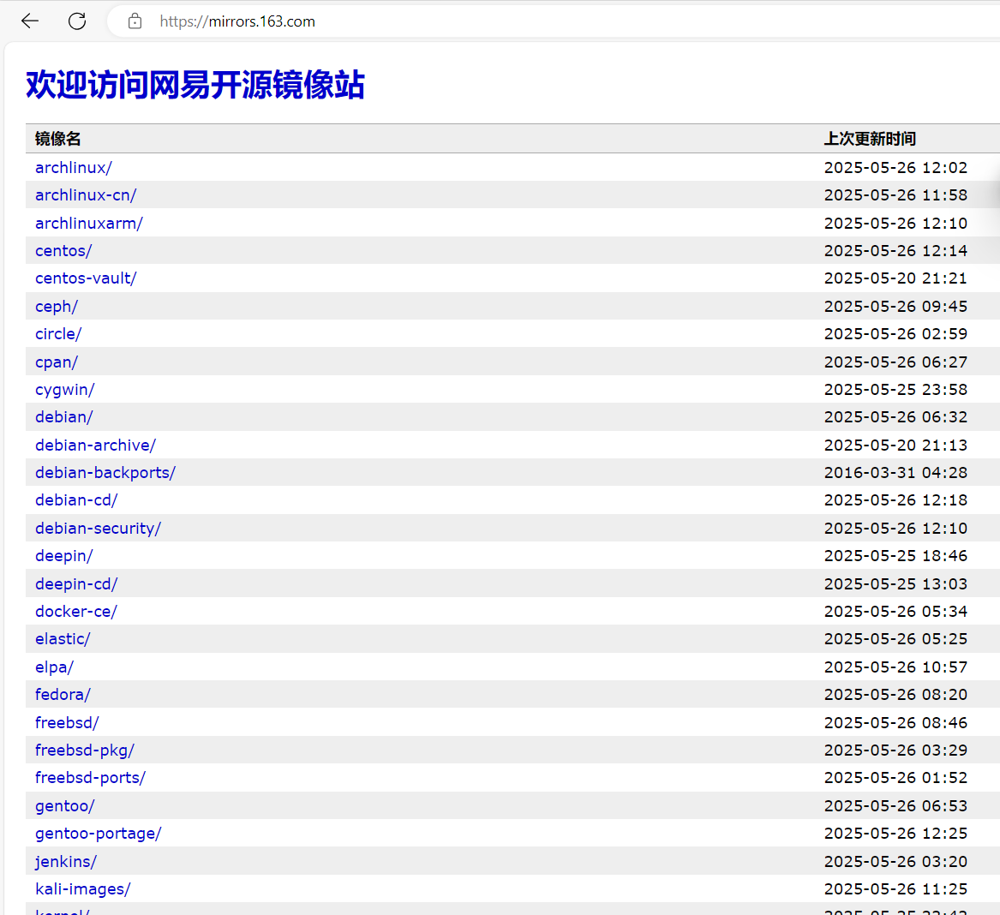 https://mirrors.163.com
欢迎访问网易开源镜像站
镜像名 上次更新时间
archlinux/ 2025-05-26 12:02
archlinux-cn/ 2025-05-26 11:58
archlinuxarm/ 2025-05-26 12:10
centos/ 2025-05-26 12:14
centos-vault/ 2025-05-20 21:21
ceph/ 2025-05-26 09:45
circle/ 2025-05-26 02:59
cpan/ 2025-05-26 06:27
cygwin/ 2025-05-25 23:58
debian/ 2025-05-26 06:32
debian-archive/ 2025-05-20 21:13
debian-backports/ 2016-03-31 04:28
debian-cd/ 2025-05-26 12:18
debian-security/ 2025-05-26 12:10
deepin/ 2025-05-25 18:46
deepin-cd/ 2025-05-25 13:03
docker-ce/ 2025-05-26 05:34
elastic/ 2025-05-26 05:25
elpa/ 2025-05-26 10:57
fedora/ 2025-05-26 08:20
freebsd/ 2025-05-26 08:46
freebsd-pkg/ 2025-05-26 03:29
freebsd-ports/ 2025-05-26 01:52
gentoo/ 2025-05-26 06:53
gentoo-portage/ 2025-05-26 12:25
jenkins/ 2025-05-26 03:20
kali-images/ 2025-05-26 11:25